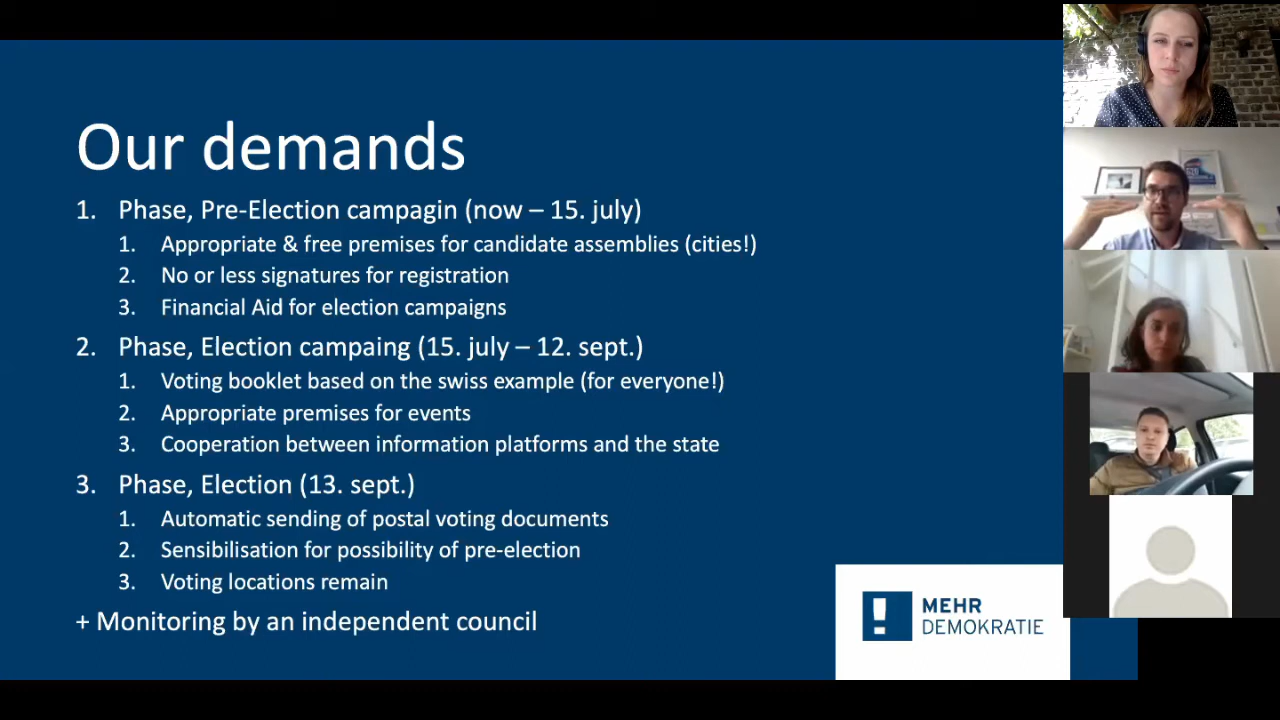 Our demands
1. Phase, Pre-Election campagin (now – 15. july)
1. Appropriate & free premises for candidate assemblies (cities!)
2. No or less signatures for registration
3. Financial Aid for election campaigns
2. Phase, Election campaing (15. july – 12. sept.)
1. Voting booklet based on the swiss example (for everyone!)
2. Appropriate premises for events
3. Cooperation between information platforms and the state
3. Phase, Election (13. sept.)
1. Automatic sending of postal voting documents
2. Sensibilisation for possibility of pre-election
3. Voting locations remain
+ Monitoring by an independent council
MEHR
DEMOKRATIE